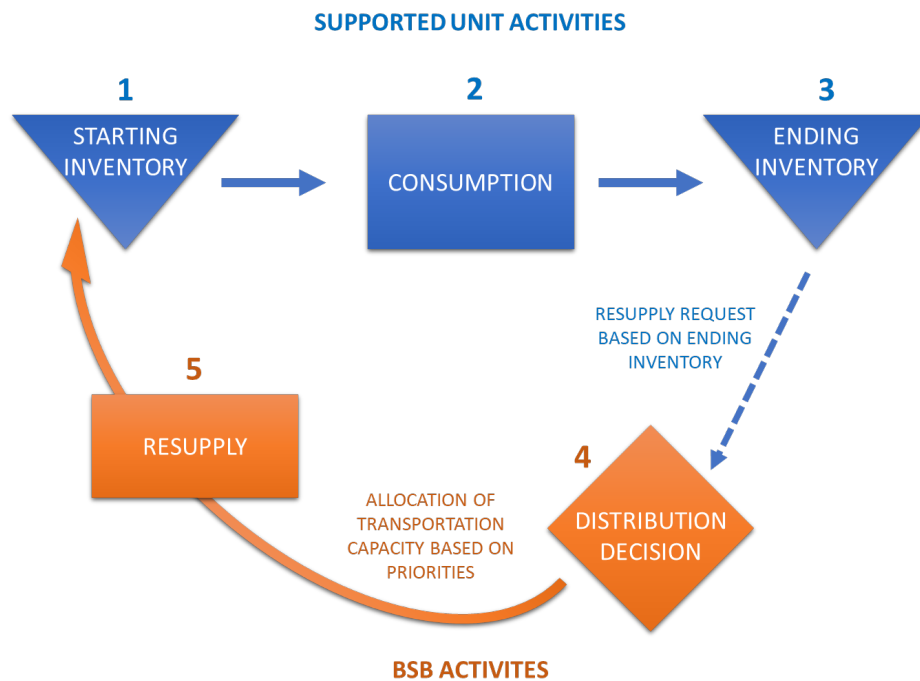 SUPPORTED UNIT ACTIVITIES
1
STARTING
INVENTORY
2
CONSUMPTION
3
ENDING
INVENTORY
RESUPPLY REQUEST
BASED ON ENDING
INVENTORY
4
DISTRIBUTION
DECISION
ALLOCATION OF
TRANSPORTATION
CAPACITY BASED ON
PRIORITIES
5
RESUPPLY
BSB ACTIVITES